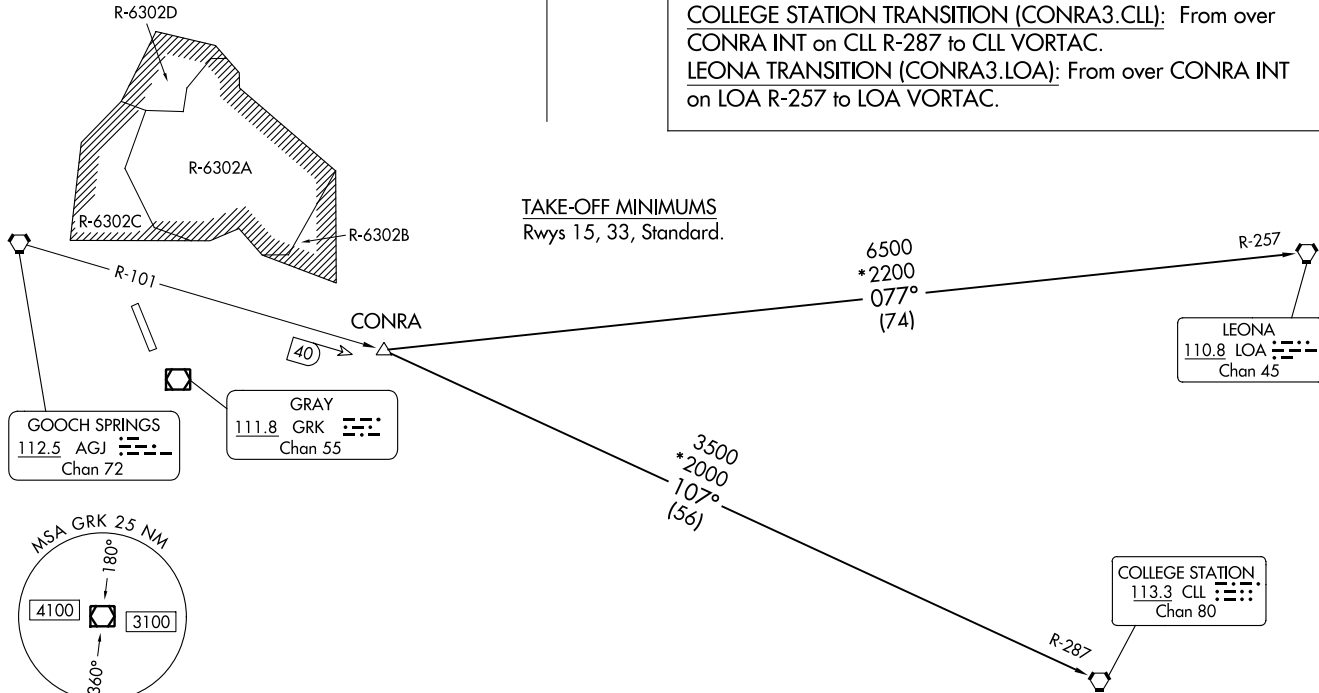 R-6302D
COLLEGE STATION TRANSITION (CONRA3.CLL): From over
CONRA INT on CLL R-287 to CLL VORTAC.
LEONA TRANSITION (CONRA3.LOA): From over CONRA INT
on LOA R-257 to LOA VORTAC.
R-6302A
R-6302C
R-6302B
TAKE-OFF MINIMUMS
Rwys 15, 33, Standard.
R-101
CONRA
40
6500
*2200
077°
(74)
R-257
LEONA
110.8 LOA
Chan 45
GOOCH SPRINGS
112.5 AGJ
Chan 72
GRAY
111.8 GRK
Chan 55
3500
*2000
107°
(56)
MSA GRK 25 NM
180°
4100
3100
360°
COLLEGE STATION
113.3 CLL
Chan 80
R-287